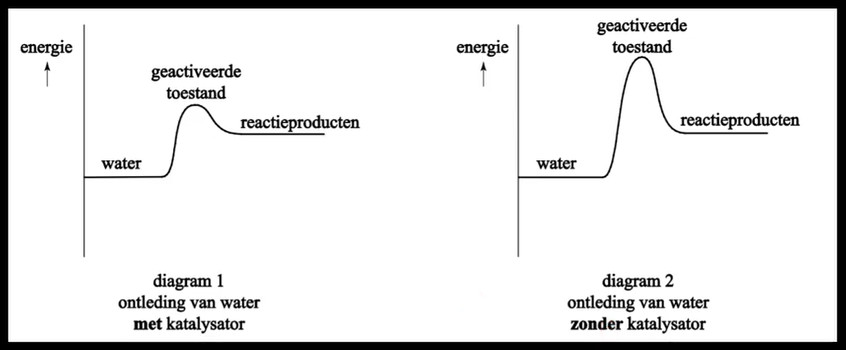 energie
geactiveerde
toestand
reactieproducten
water
diagram 1
ontleding van water
met katalysator
energie
geactiveerde
toestand
reactieproducten
water
diagram 2
ontleding van water
zonder katalysator